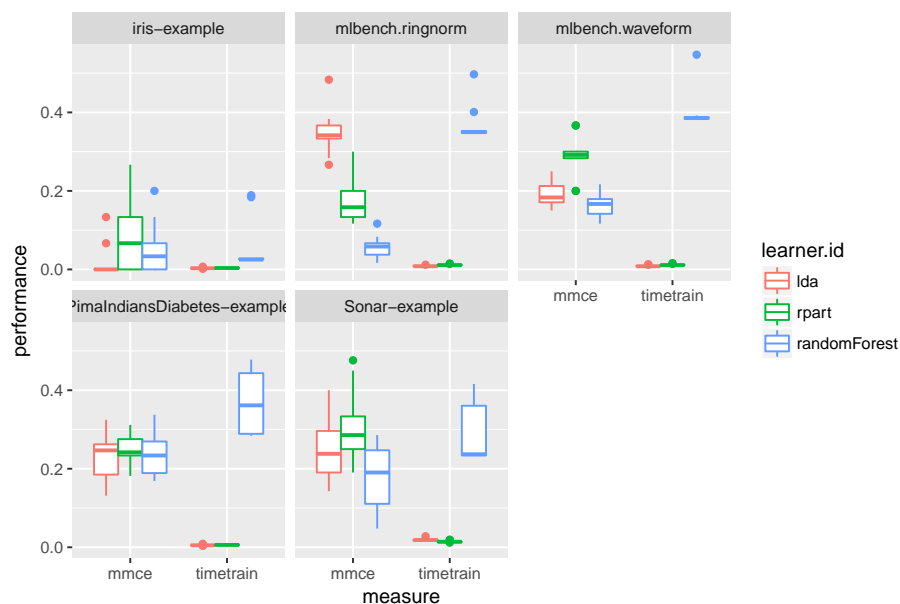 iris−example
mlbench.ringnorm
mlbench.waveform
0.4
0.2
0.0
mmce
timetrain
PimaIndiansDiabetes−example
Sonar−example
0.4
0.2
0.0
mmce
timetrain
mmce
timetrain
measure
performance
learner.id
lda
rpart
randomForest